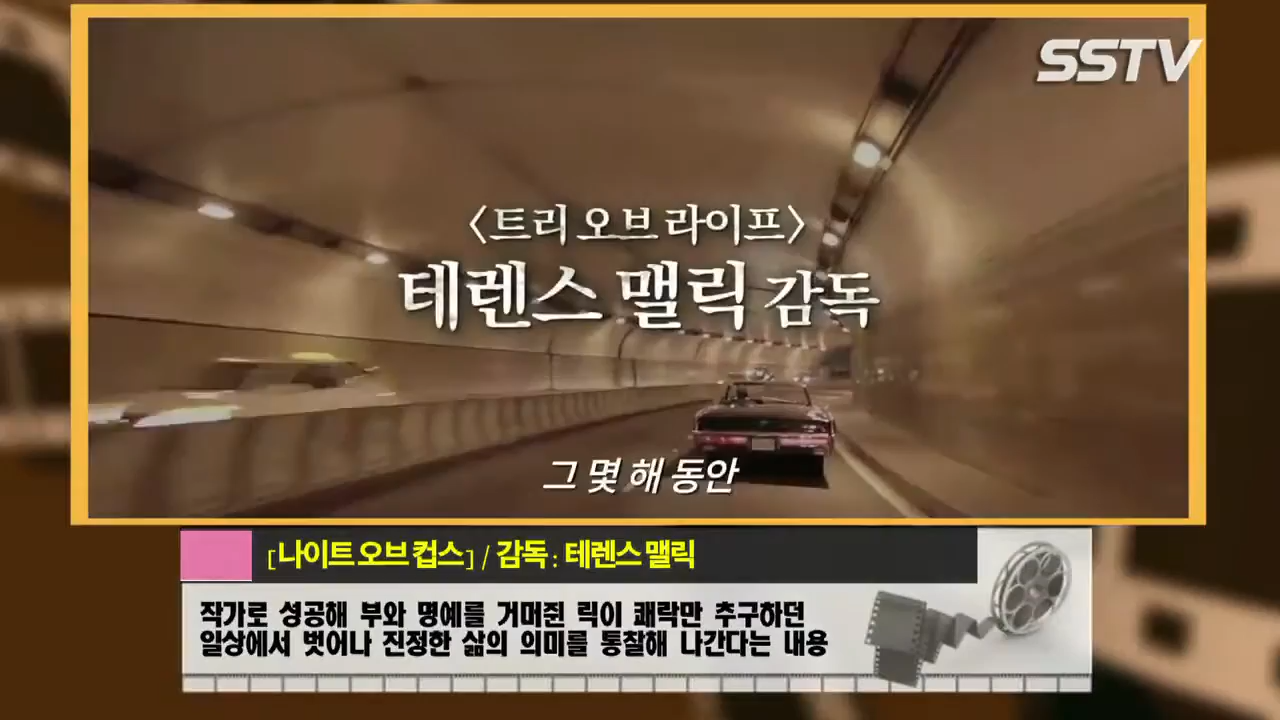 SSTV
<트리 오브 라이프>
테렌스 맬릭 감독
그 몇 해 동안
[나이트 오브 컵스] / 감독 : 테렌스 맬릭
작가로 성공해 부와 명예를 거머쥔 릭이 쾌락만 추구하던
일상에서 벗어나 진정한 삶의 의미를 통찰해 나간다는 내용